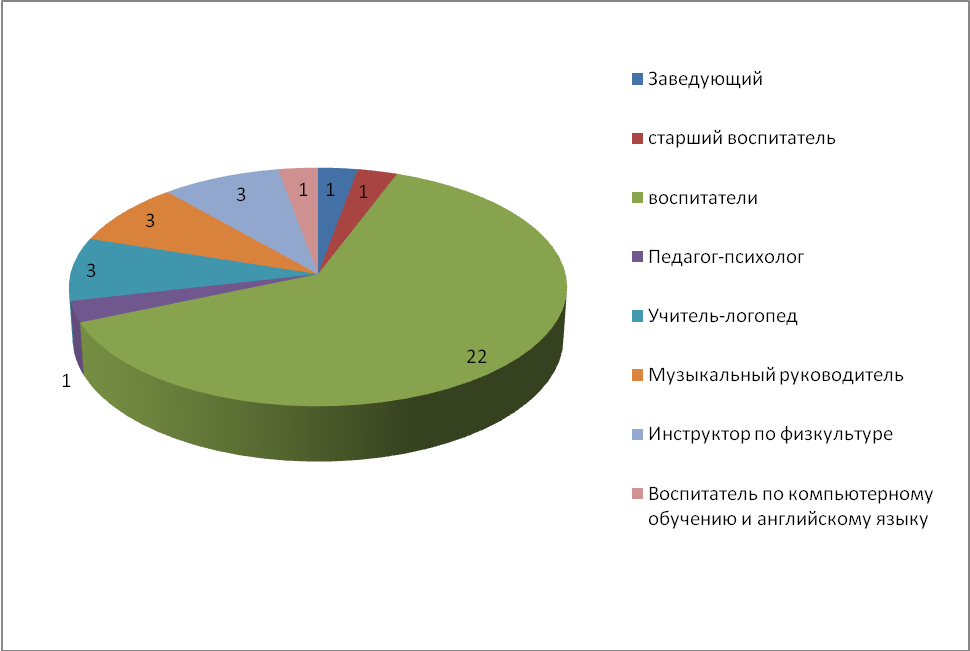 1
1
22
1
3
3
3
1
Заведующий
старший воспитатель
воспитатели
Педагог-психолог
Учитель-логопед
Музыкальный руководитель
Инструктор по физкультуре
Воспитатель по компьютерному
обучению и английскому языку